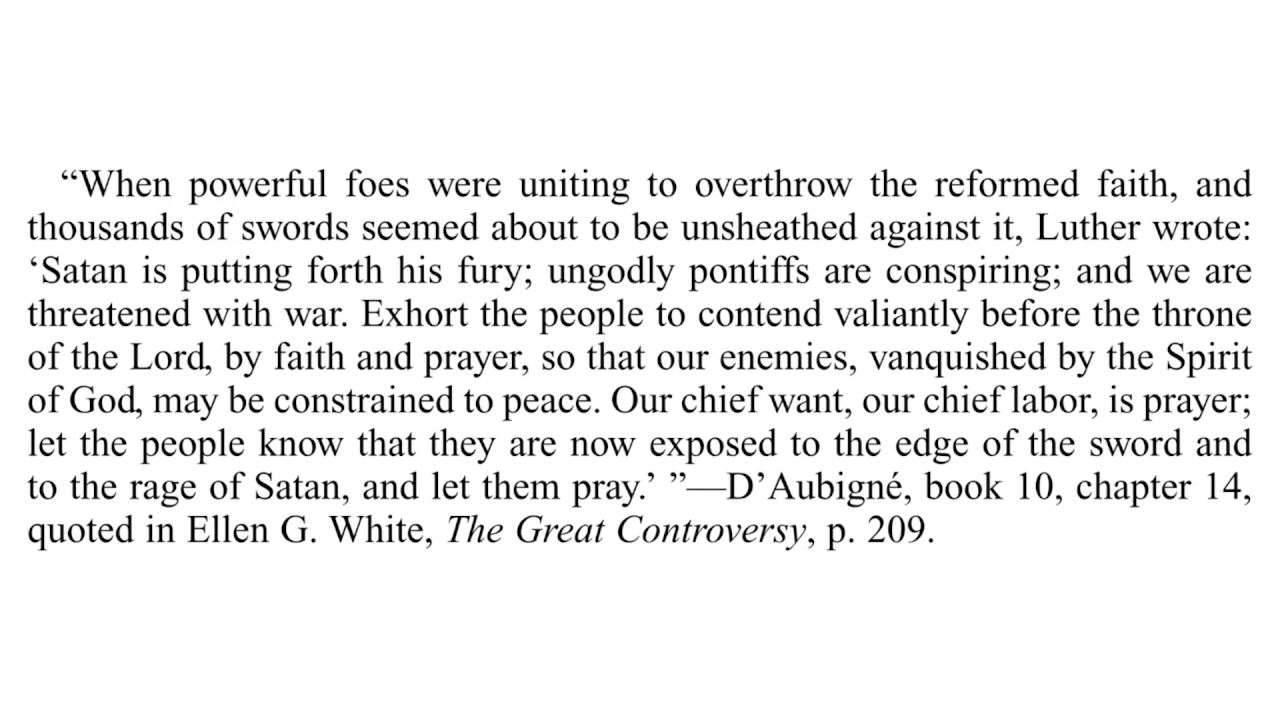 “When powerful foes were uniting to overthrow the reformed faith, and
thousands of swords seemed about to be unsheathed against it, Luther wrote:
‘Satan is putting forth his fury; ungodly pontiffs are conspiring; and we are
threatened with war. Exhort the people to contend valiantly before the throne
of the Lord, by faith and prayer, so that our enemies, vanquished by the Spirit
of God, may be constrained to peace. Our chief want, our chief labor, is prayer;
let the people know that they are now exposed to the edge of the sword and
to the rage of Satan, and let them pray.’ ”—D’Aubigné, book 10, chapter 14,
quoted in Ellen G. White, The Great Controversy, p. 209.